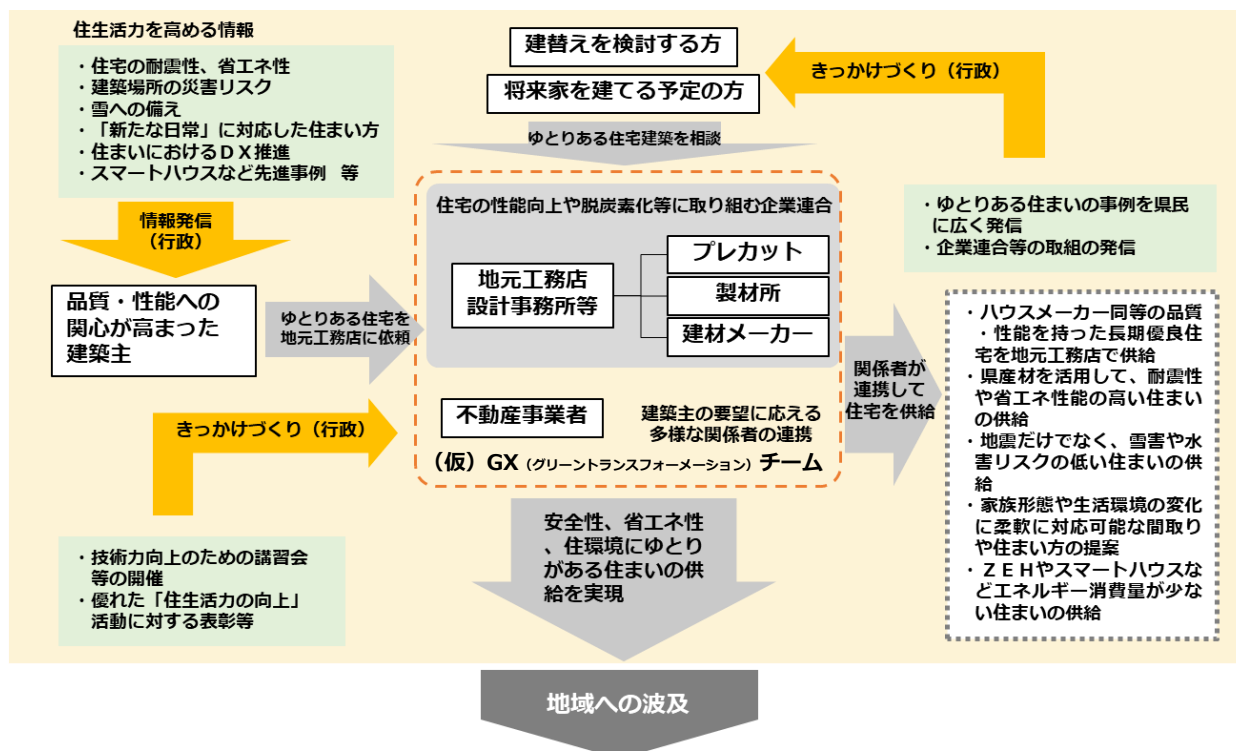 住生活力を高める情報
・住宅の耐震性、省エネ性
・建築場所の災害リスク
・雪への備え
・「新たな日常」に対応した住まい方
・住まいにおけるＤＸ推進
・スマートハウスなど先進事例　等
情報発信
（行政）
品質・性能への
関心が高まった
建築主
ゆとりある住宅を
地元工務店に依頼
建替えを検討する方
将来家を建てる予定の方
ゆとりある住宅建築を相談
きっかけづくり（行政）
・ゆとりある住まいの事例を県民
に広く発信
・企業連合等の取組の発信
住宅の性能向上や脱炭素化等に取り組む企業連合
地元工務店
設計事務所等
プレカット
製材所
建材メーカー
不動産事業者
建築主の要望に応える
多様な関係者の連携
（仮）GX（グリーントランスフォーメーション）チーム
関係者が
連携して
住宅を供給
・ハウスメーカー同等の品質
・性能を持った長期優良住
宅を地元工務店で供給
・県産材を活用して、耐震性
や省エネ性能の高い住まい
の供給
・地震だけでなく、雪害や水
害リスクの低い住まいの供
給
・家族形態や生活環境の変化
に柔軟に対応可能な間取り
や住まい方の提案
・ＺＥＨやスマートハウスな
どエネルギー消費量が少な
い住まいの供給
きっかけづくり（行政）
・技術力向上のための講習会
等の開催
・優れた「住生活力の向上」
活動に対する表彰等
安全性、省エネ性
、住環境にゆとり
がある住まいの供
給を実現
地域への波及